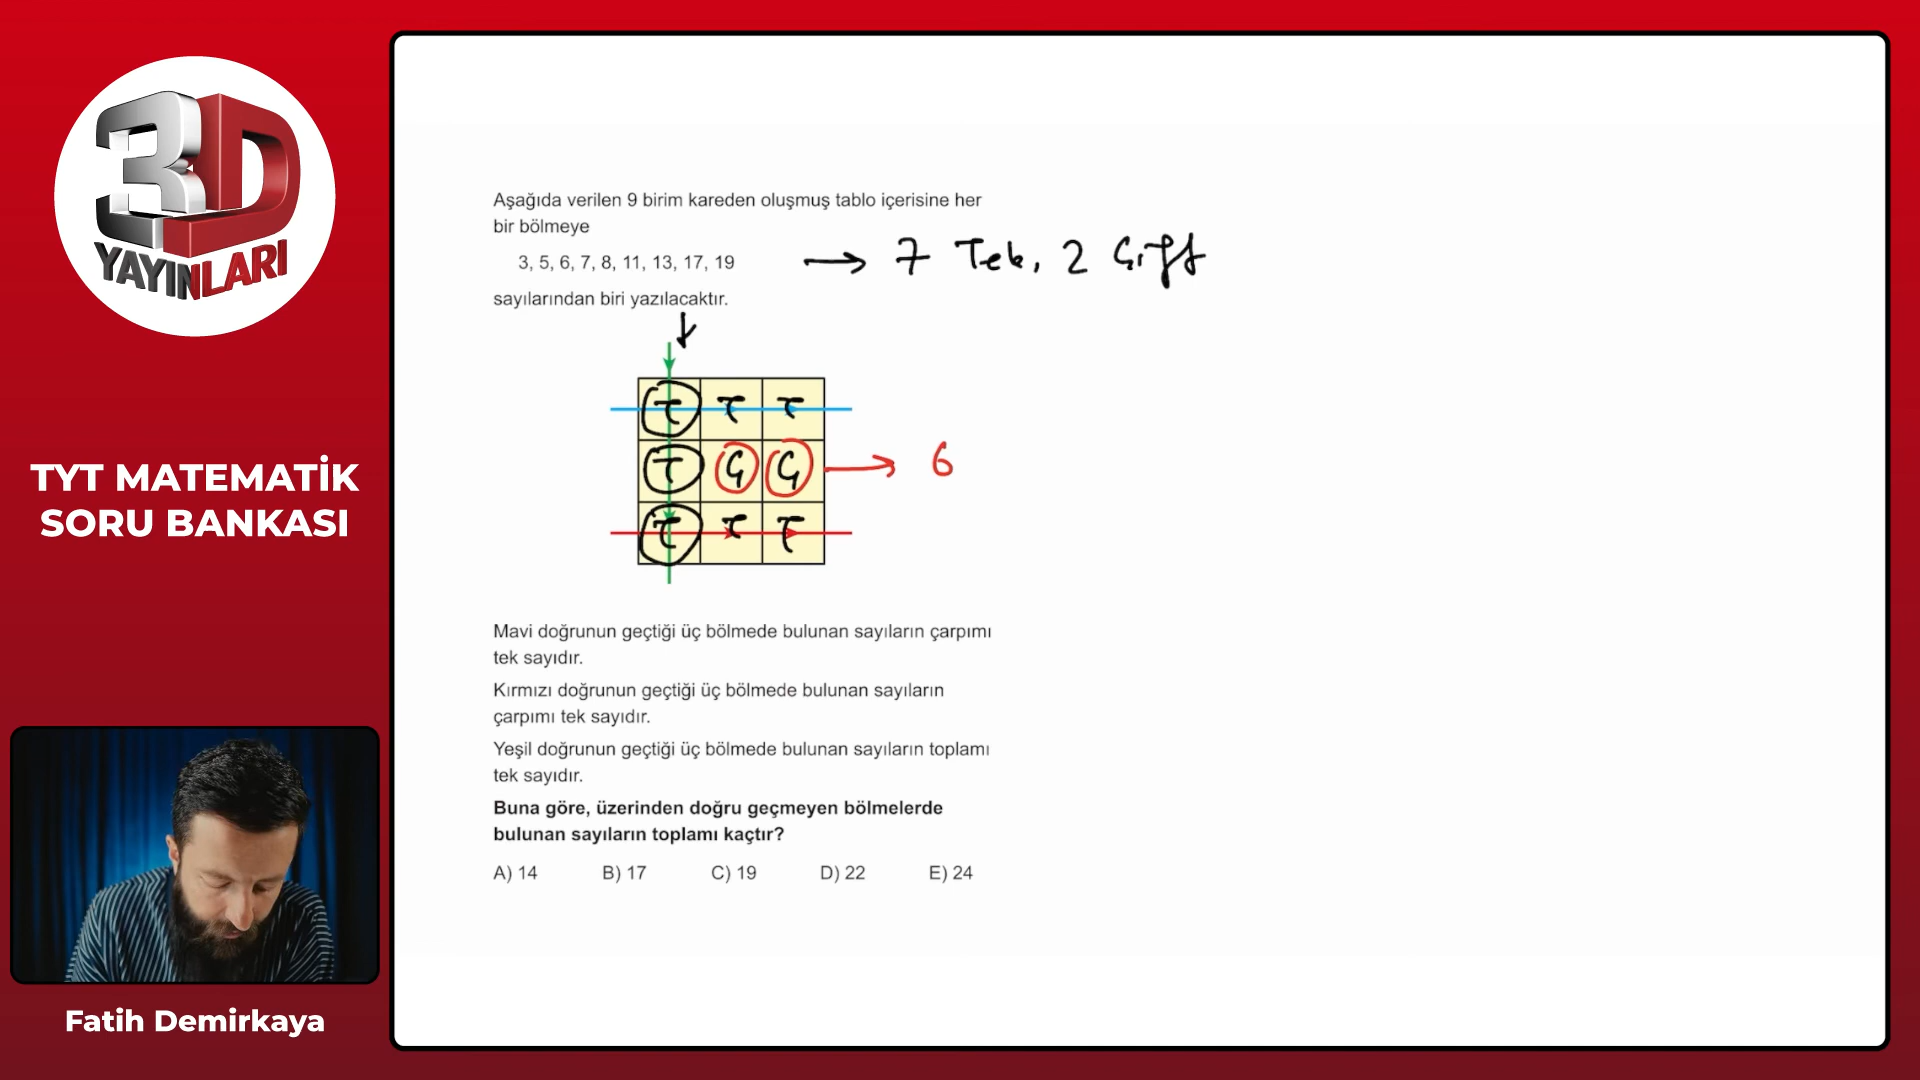 3D
YAYINLARI
TYT MATEMATİK
SORU BANKASI
Fatih Demirkaya
Aşağıda verilen 9 birim kareden oluşmuş tablo içerisine her
bir bölmeye
3, 5, 6, 7, 8, 11, 13, 17, 19 → 7 Tek, 2 Çift
sayılarından biri yazılacaktır.
T T T
T Ç Ç → 6
T T T
Mavi doğrunun geçtiği üç bölmede bulunan sayıların çarpımı
tek sayıdır.
Kırmızı doğrunun geçtiği üç bölmede bulunan sayıların
çarpımı tek sayıdır.
Yeşil doğrunun geçtiği üç bölmede bulunan sayıların toplamı
tek sayıdır.
Buna göre, üzerinden doğru geçmeyen bölmelerde
bulunan sayıların toplamı kaçtır?
A) 14 B) 17 C) 19 D) 22 E) 24